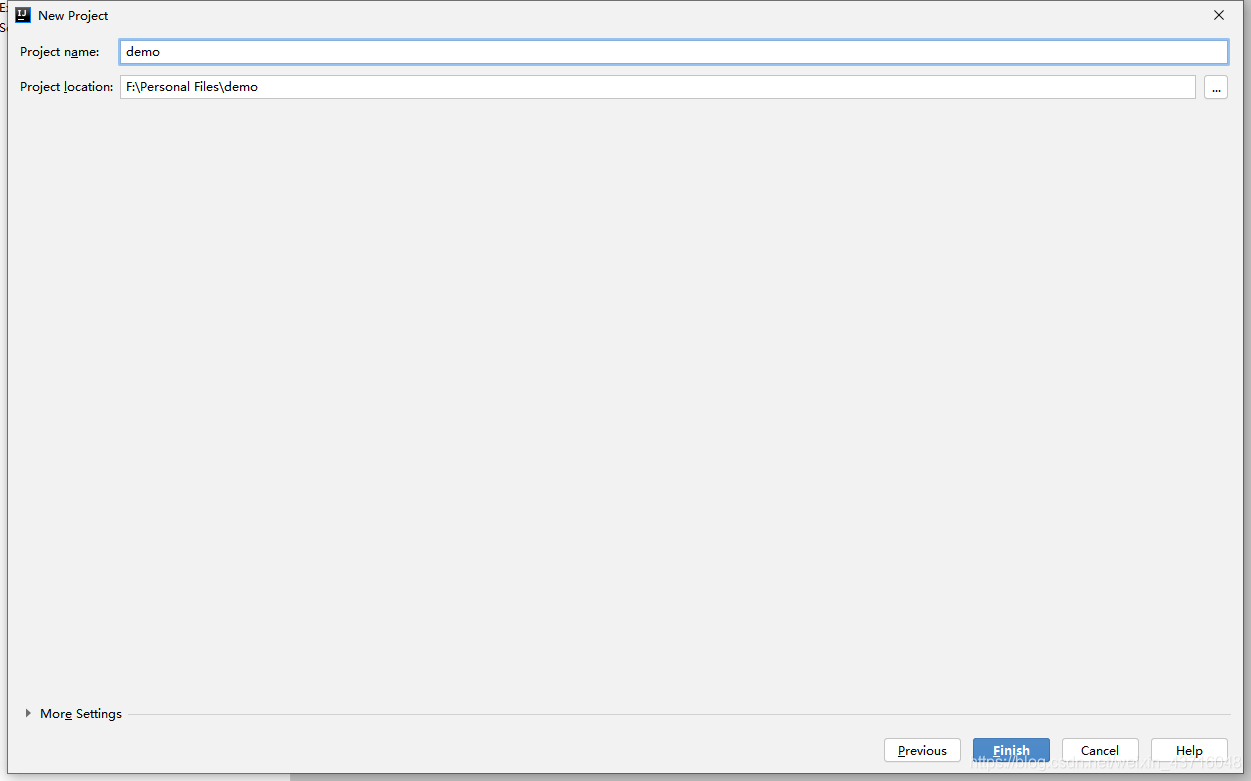 New Project
Project name: demo
Project location: F:\Personal Files\demo ...
More Settings
Previous Finish Cancel Help
https://blog.csdn.net/weixin_43716048